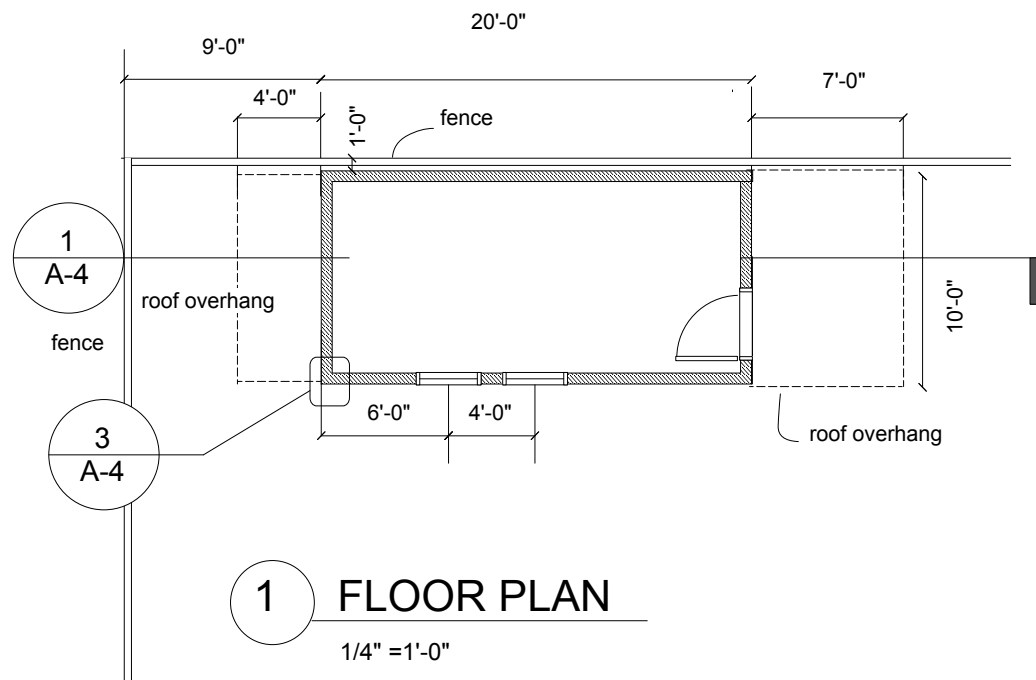 20'-0"
9'-0"
7'-0"
4'-0"
1'-0"
fence
1
A-4
roof overhang
10'-0"
fence
6'-0"
4'-0"
3
A-4
roof overhang
1
FLOOR PLAN
1/4" =1'-0"